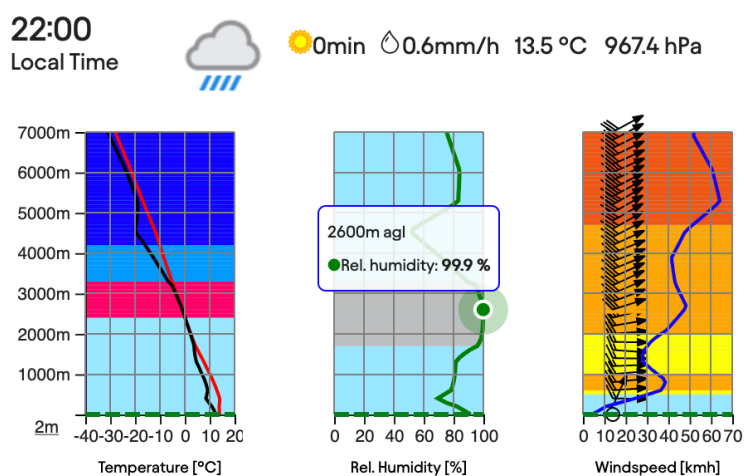 22:00
Local Time
0min 0.6mm/h 13.5 °C 967.4 hPa
7000m
6000m
5000m
4000m
3000m
2000m
1000m
2m
-40 -30 -20 -10 0 10 20
Temperature [°C]
2600m agl
Rel. humidity: 99.9 %
0 20 40 60 80 100
Rel. Humidity [%]
0 10 20 30 40 50 60 70
Windspeed [kmh]